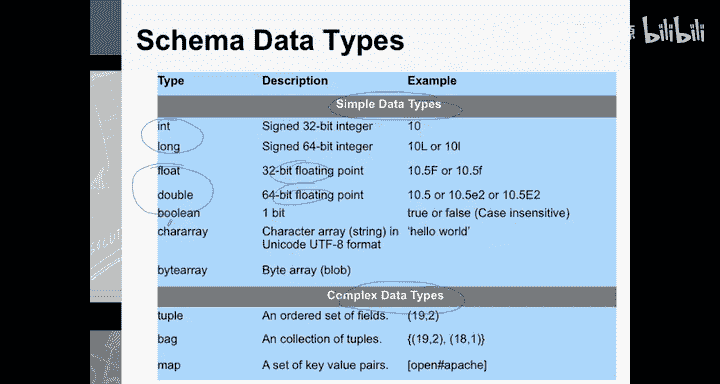 bilibili
Schema Data Types
Type Description Example
Simple Data Types
int Signed 32-bit integer 10
long Signed 64-bit integer 10L or 10l
float 32-bit floating point 10.5F or 10.5f
double 64-bit floating point 10.5 or 10.5e2 or 10.5E2
boolean 1 bit true or false (Case insensitive)
chararray Character array (string) in 'hello world'
Unicode UTF-8 format
bytearray Byte array (blob)
Complex Data Types
tuple An ordered set of fields. (19,2)
bag An collection of tuples. {(19,2), (18,1)}
map A set of key value pairs. [open#apache]